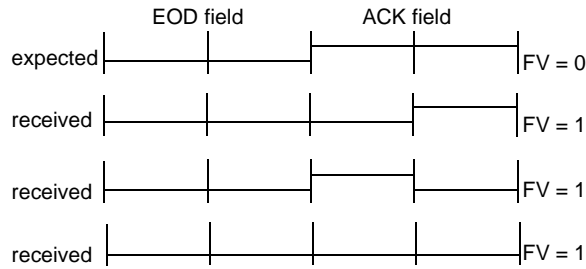 EOD field ACK field
expected FV = 0
received FV = 1
received FV = 1
received FV = 1